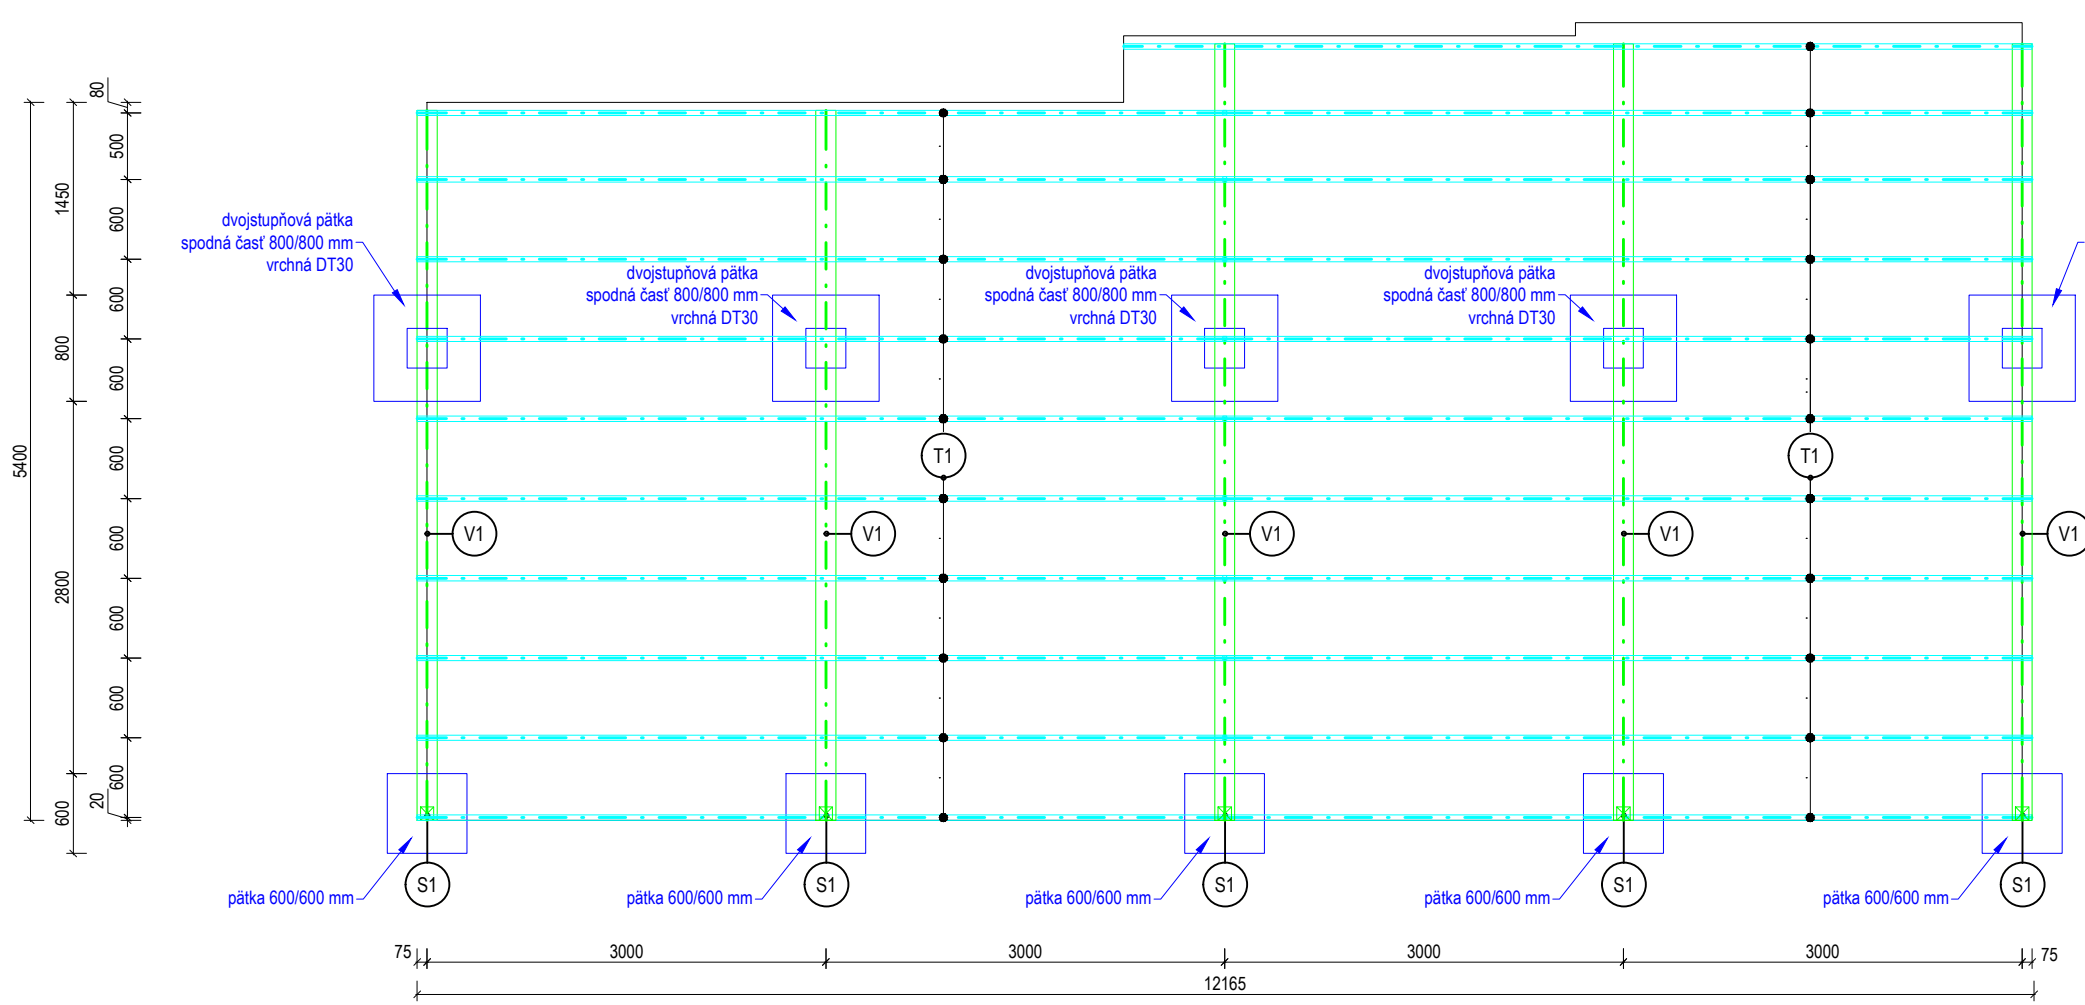 80
500
600
600
600
600
600
600
600
600
20
1450
800
2800
600
5400
dvojstupňová pätka
spodná časť 800/800 mm
vrchná DT30
dvojstupňová pätka
spodná časť 800/800 mm
vrchná DT30
dvojstupňová pätka
spodná časť 800/800 mm
vrchná DT30
dvojstupňová pätka
spodná časť 800/800 mm
vrchná DT30
T1
T1
V1
V1
V1
V1
V1
S1
S1
S1
S1
S1
pätka 600/600 mm
pätka 600/600 mm
pätka 600/600 mm
pätka 600/600 mm
pätka 600/600 mm
75
3000
3000
3000
3000
75
12165